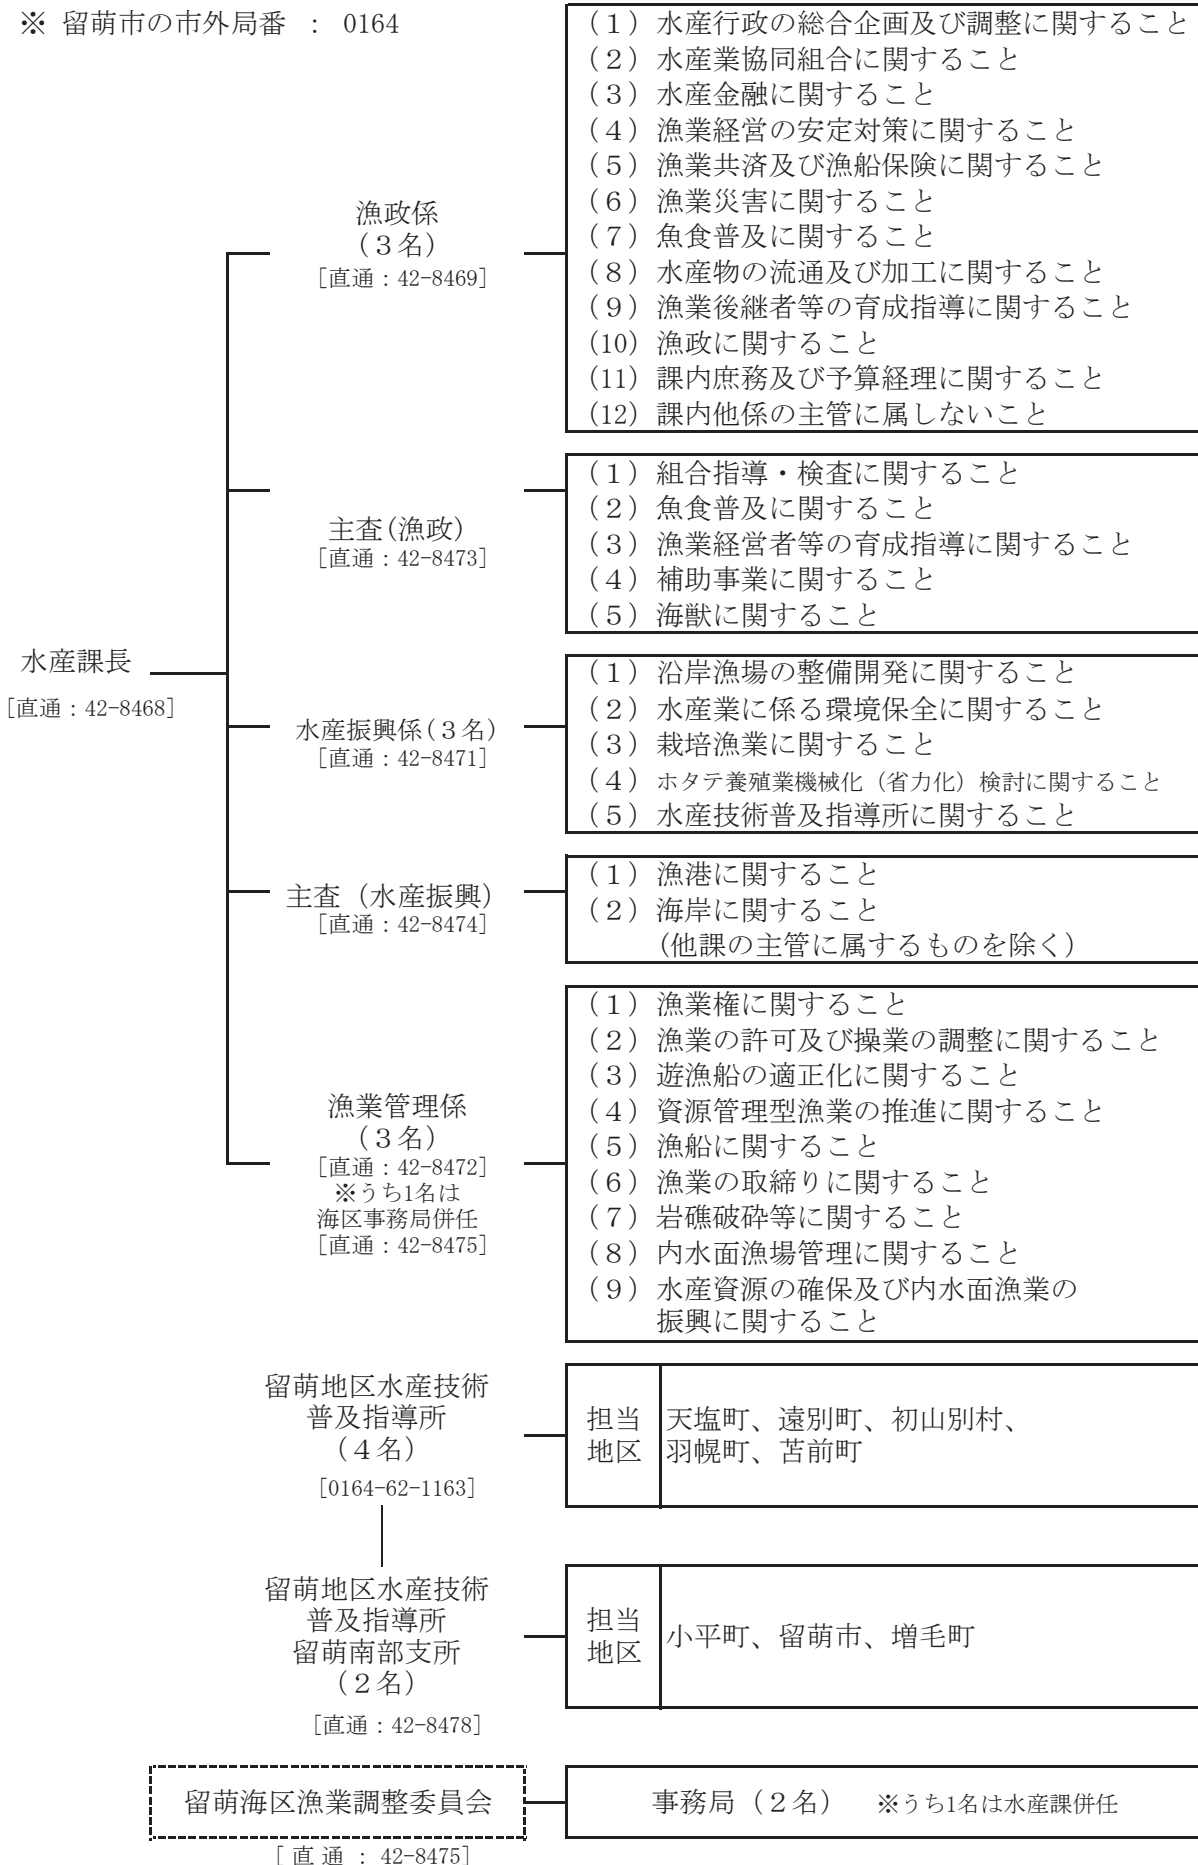 ※ 留萌市の市外局番 : 0164
水産課長
[直通：42-8468]
漁政係
(３名)
[直通：42-8469]
(１) 水産行政の総合企画及び調整に関すること
(２) 水産業協同組合に関すること
(３) 水産金融に関すること
(４) 漁業経営の安定対策に関すること
(５) 漁業共済及び漁船保険に関すること
(６) 漁業災害に関すること
(７) 魚食普及に関すること
(８) 水産物の流通及び加工に関すること
(９) 漁業後継者等の育成指導に関すること
(10) 漁政に関すること
(11) 課内庶務及び予算経理に関すること
(12) 課内他係の主管に属しないこと
主査(漁政)
[直通：42-8473]
(１) 組合指導・検査に関すること
(２) 魚食普及に関すること
(３) 漁業経営者等の育成指導に関すること
(４) 補助事業に関すること
(５) 海獣に関すること
水産振興係(３名)
[直通：42-8471]
(１) 沿岸漁場の整備開発に関すること
(２) 水産業に係る環境保全に関すること
(３) 栽培漁業に関すること
(４) ホタテ養殖業機械化（省力化）検討に関すること
(５) 水産技術普及指導所に関すること
主査（水産振興）
[直通：42-8474]
(１) 漁港に関すること
(２) 海岸に関すること
(他課の主管に属するものを除く)
漁業管理係
(３名)
[直通：42-8472]
※うち1名は
海区事務局併任
[直通：42-8475]
(１) 漁業権に関すること
(２) 漁業の許可及び操業の調整に関すること
(３) 遊漁船の適正化に関すること
(４) 資源管理型漁業の推進に関すること
(５) 漁船に関すること
(６) 漁業の取締りに関すること
(７) 岩礁破砕等に関すること
(８) 内水面漁場管理に関すること
(９) 水産資源の確保及び内水面漁業の
振興に関すること
留萌地区水産技術
普及指導所
(４名)
[0164-62-1163]
担当
地区
天塩町、遠別町、初山別村、
羽幌町、苫前町
留萌地区水産技術
普及指導所
留萌南部支所
(２名)
[直通：42-8478]
担当
地区
小平町、留萌市、増毛町
留萌海区漁業調整委員会
[直通：42-8475]
事務局（２名） ※うち1名は水産課併任